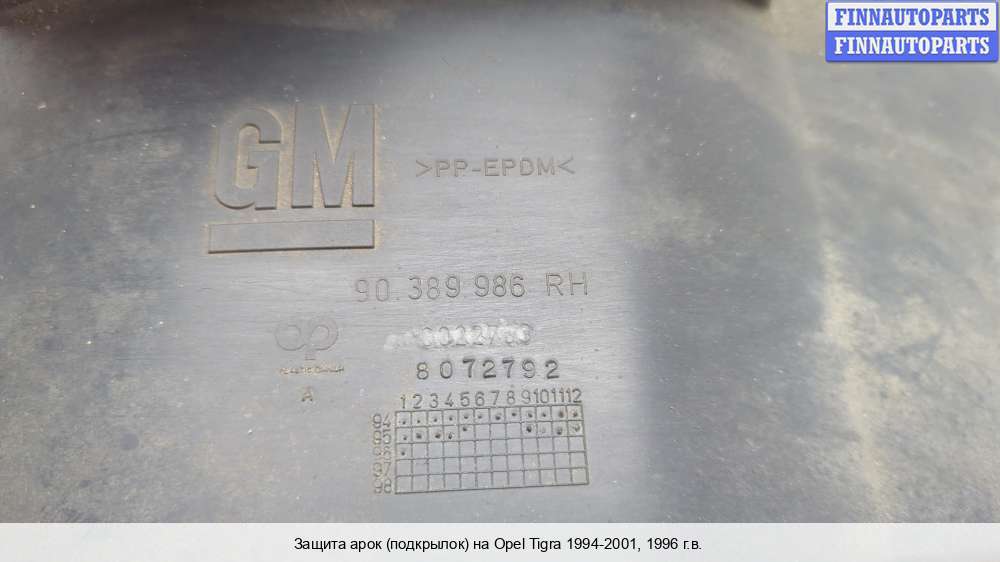 FINNAUTOPARTS
FINNAUTOPARTS
GM
>PP-EPDM<
90.389.986 RH
8072792
A
1 2 3 4 5 6 7 8 9 10 11 12
94
95
96
97
98
Защита арок (подкрылок) на Opel Tigra 1994-2001, 1996 г.в.